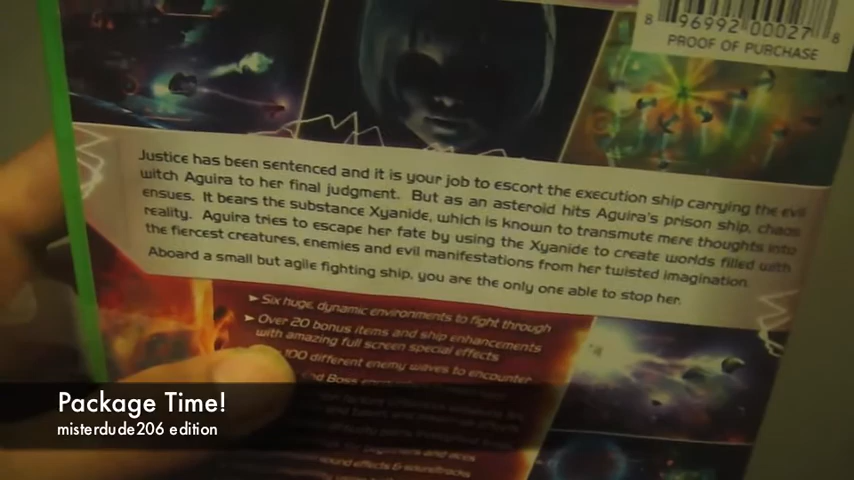 8 96992 00027 8
PROOF OF PURCHASE
Justice has been sentenced and it is your job to escort the execution ship carrying the evil
witch Aguira to her final judgment. But as an asteroid hits Aguira's prison ship, chaos
ensues. It bears the substance Xyanide, which is known to transmute mere thoughts into
reality. Aguira tries to escape her fate by using the Xyanide to create worlds filled with
the fiercest creatures, enemies and evil manifestations from her twisted imagination.
Aboard a small but agile fighting ship, you are the only one able to stop her.
► Six huge, dynamic environments to fight through
► Over 20 bonus items and ship enhancements
with amazing full screen special effects
100 different enemy waves to encounter
Boss
sound effects & soundtracks
Package Time!
misterdude206 edition